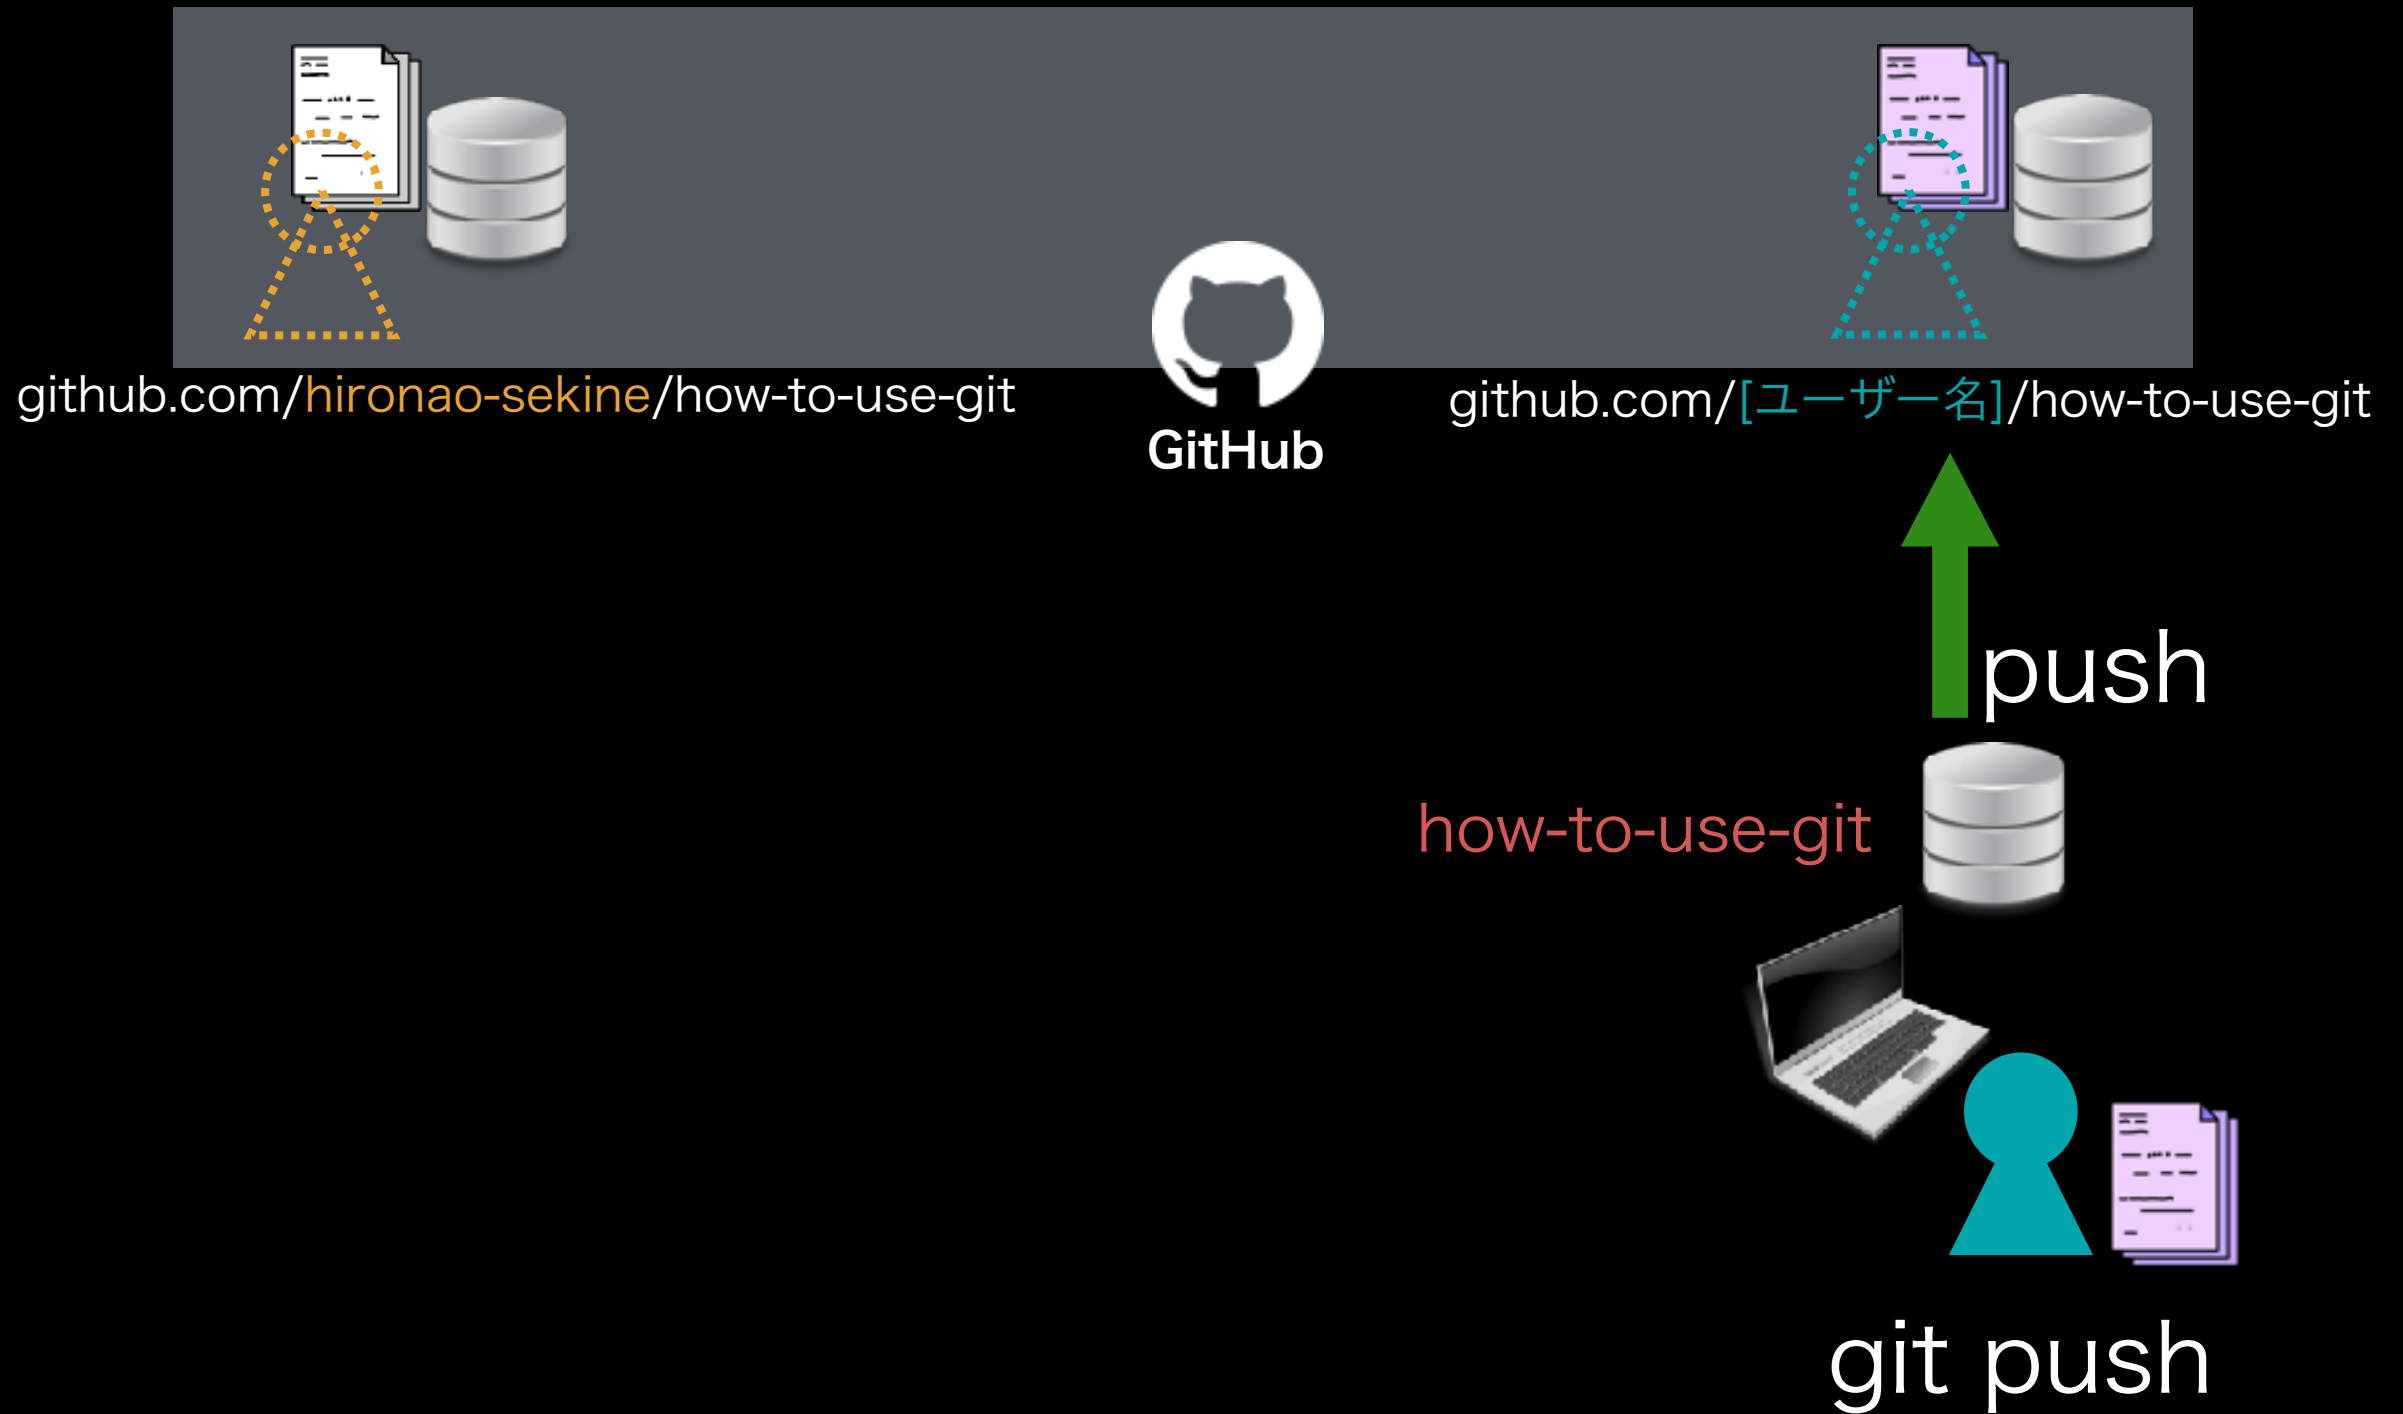 github.com/hironao-sekine/how-to-use-git
GitHub
github.com/[ユーザー名]/how-to-use-git
push
how-to-use-git
git push